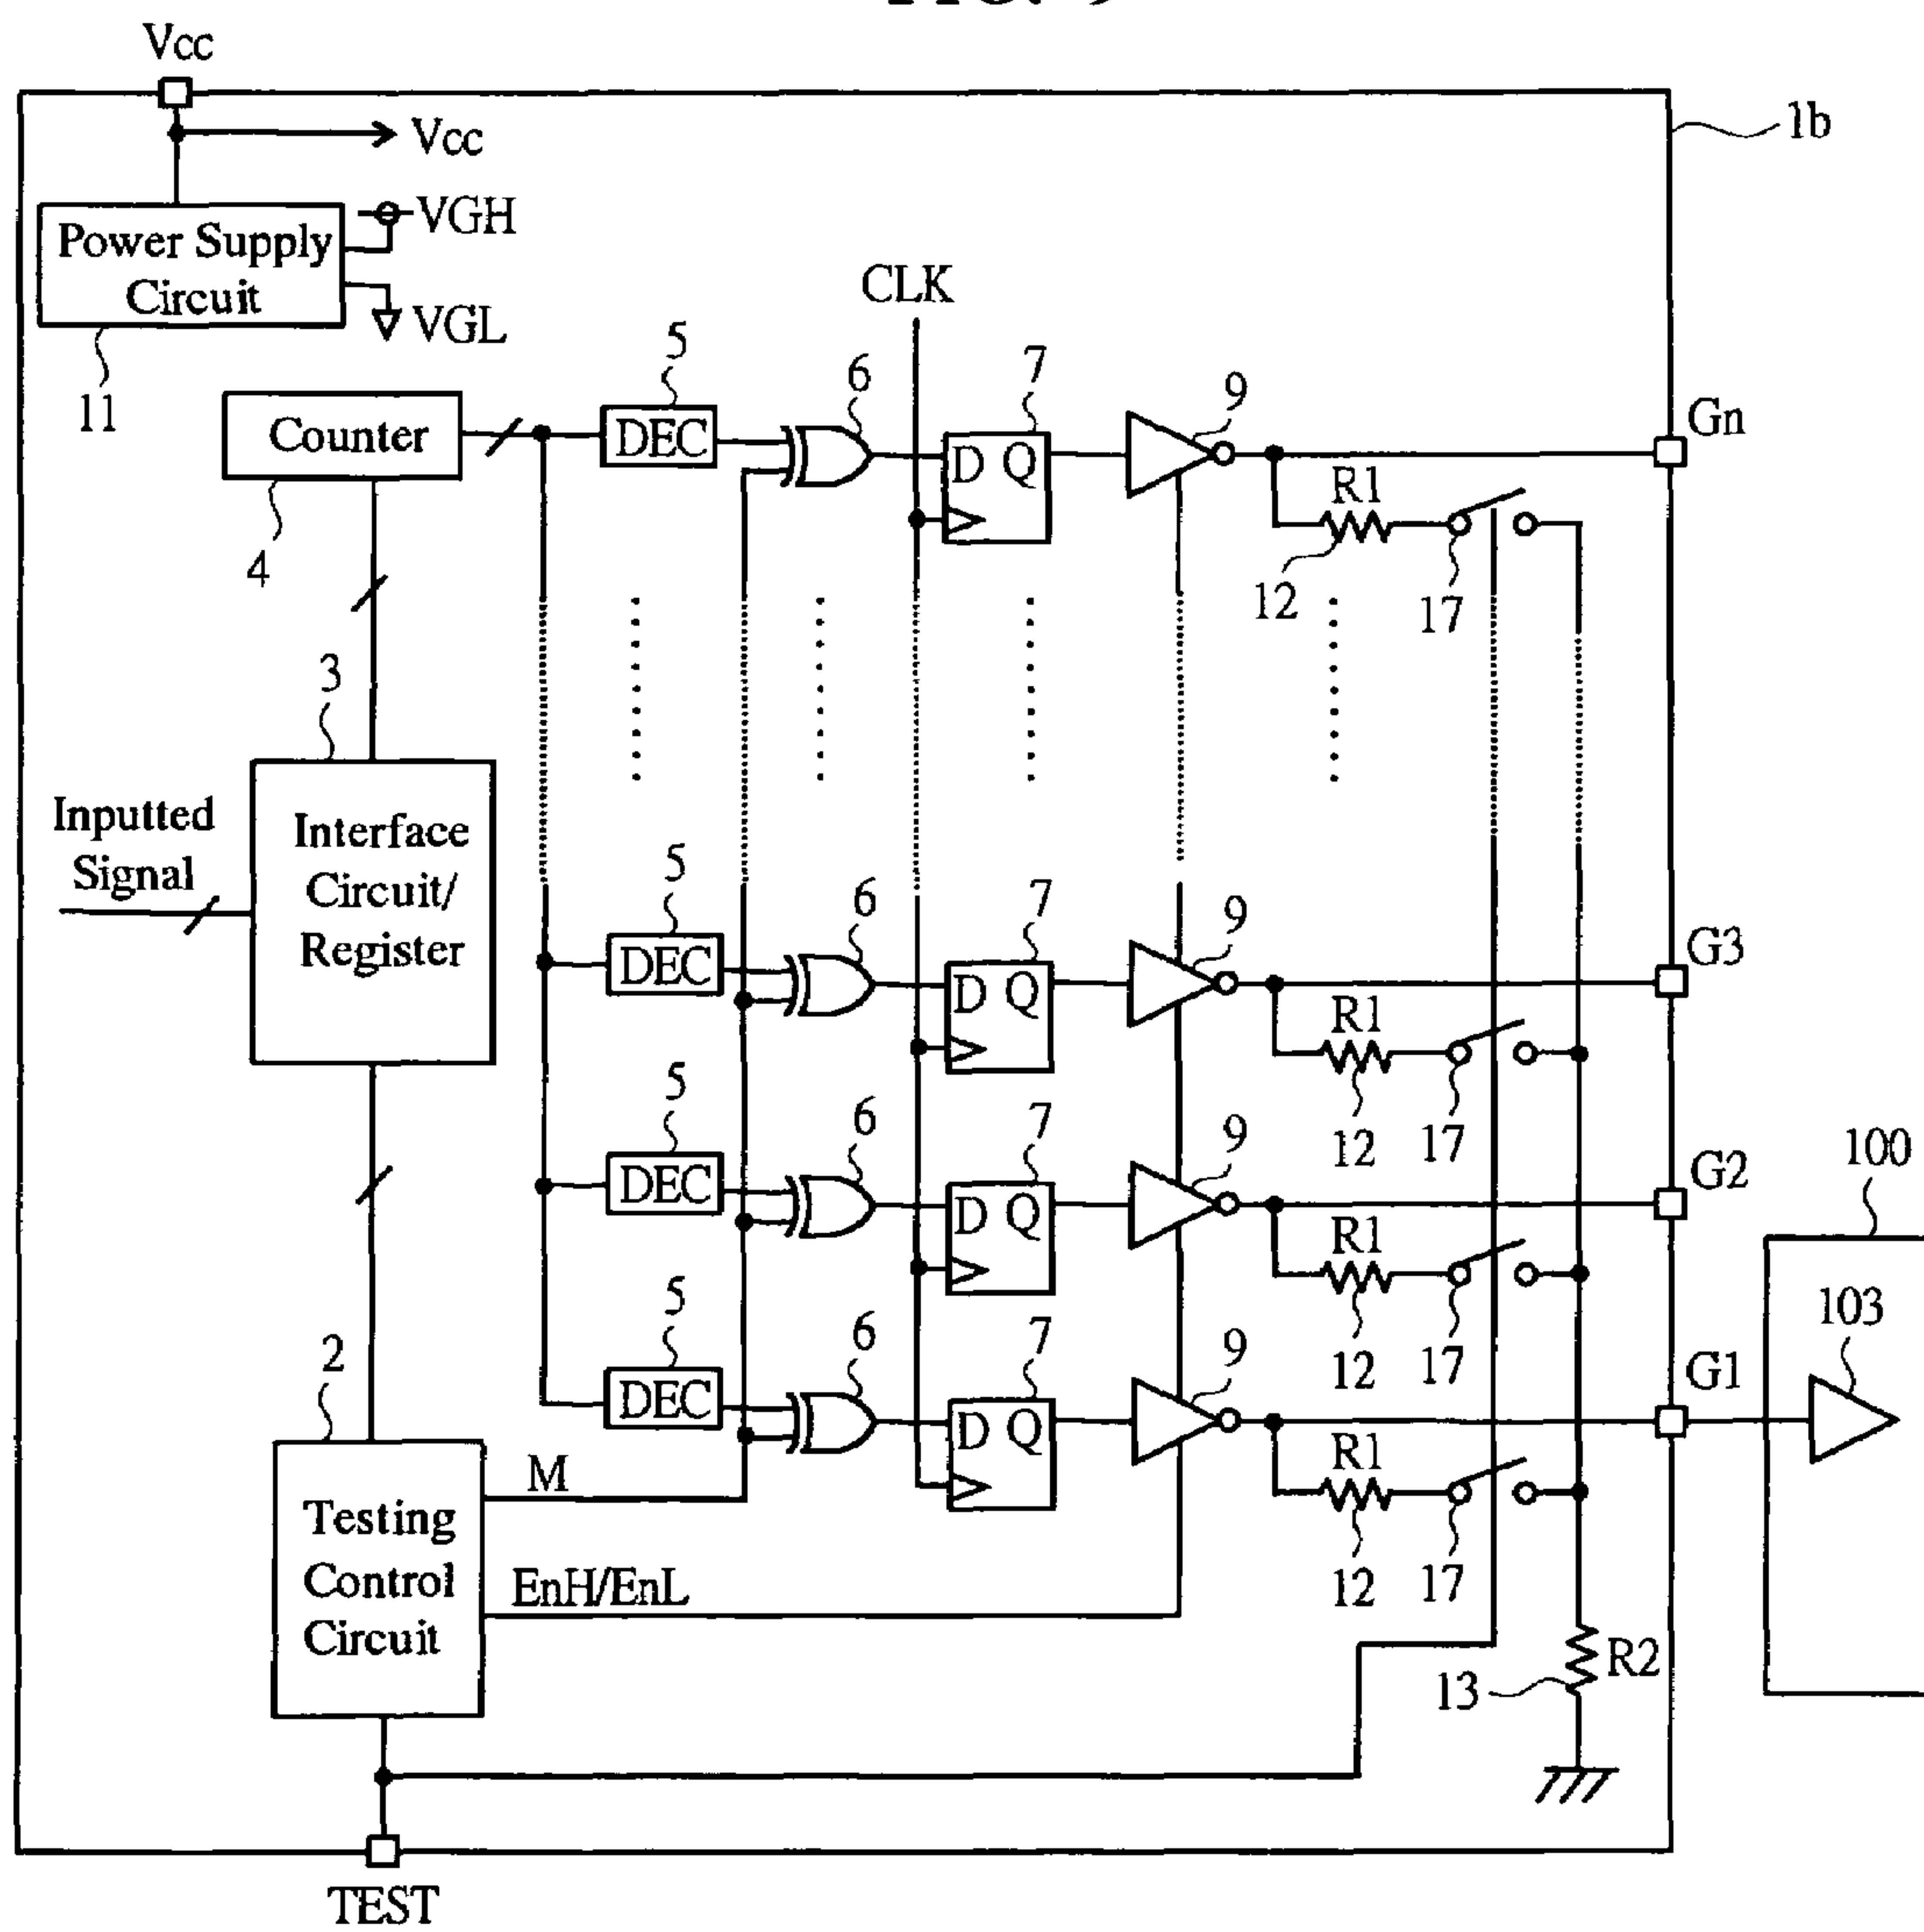 Vcc
Vcc
1b
VGH
Power Supply
Circuit
VGL
11
CLK
5
6
7
9
Gn
Counter
DEC
D Q
R1
4
12
17
3
Inputted
Signal
Interface
Circuit/
Register
5
6
7
9
G3
DEC
D Q
R1
12
17
5
6
7
9
G2
100
DEC
D Q
R1
12
17
103
5
6
7
9
G1
2
DEC
D Q
R1
M
12
17
Testing
Control
Circuit
EnH/EnL
R2
13
TEST